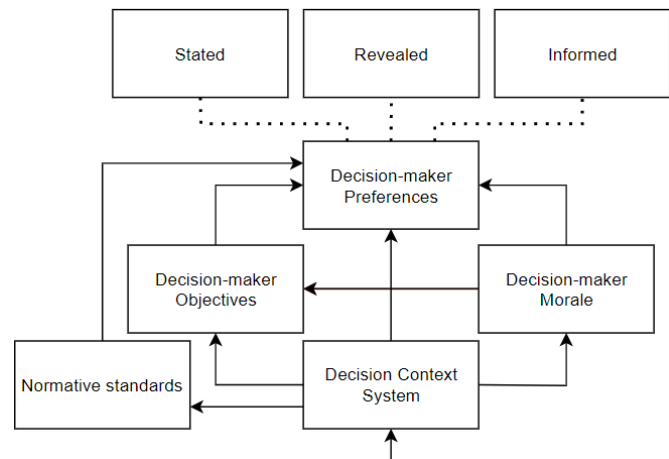 Stated
Revealed
Informed
Decision-maker
Preferences
Decision-maker
Objectives
Decision-maker
Morale
Normative standards
Decision Context
System